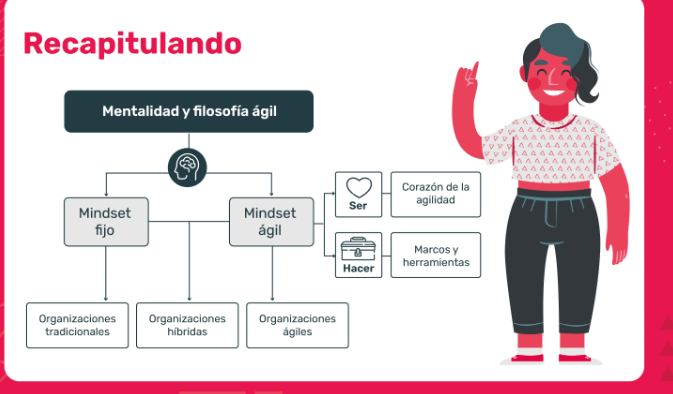 Recapitulando
Mentalidad y filosofía ágil
Mindset
fijo
Mindset
ágil
Ser
Corazón de la
agilidad
Hacer
Marcos y
herramientas
Organizaciones
tradicionales
Organizaciones
híbridas
Organizaciones
ágiles